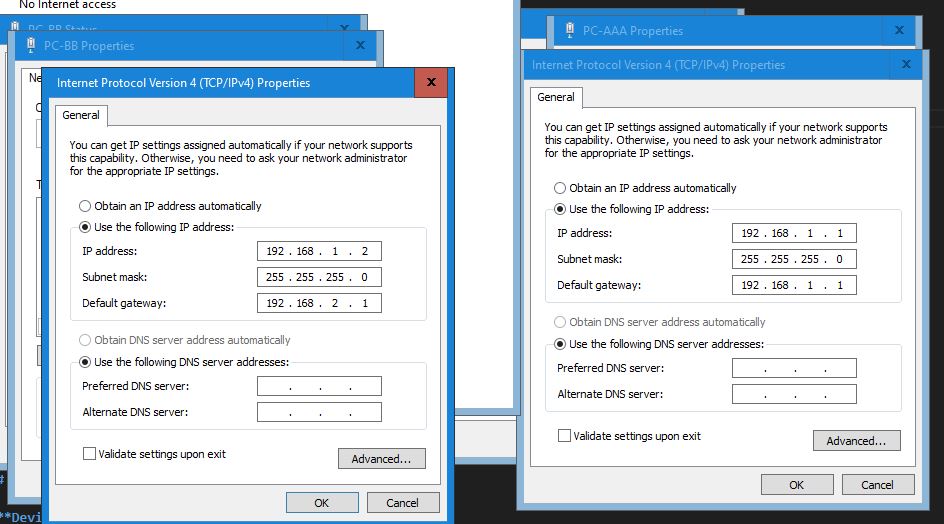 No Internet access
PC-BB Status
PC-BB Properties
Ne
Internet Protocol Version 4 (TCP/IPv4) Properties
General
You can get IP settings assigned automatically if your network supports
this capability. Otherwise, you need to ask your network administrator
for the appropriate IP settings.
Obtain an IP address automatically
Use the following IP address:
IP address: 192 . 168 . 1 . 2
Subnet mask: 255 . 255 . 255 . 0
Default gateway: 192 . 168 . 2 . 1
Obtain DNS server address automatically
Use the following DNS server addresses:
Preferred DNS server: . . .
Alternate DNS server: . . .
Validate settings upon exit
Advanced...
OK Cancel
#
**Devi
PC-AAA Properties
Internet Protocol Version 4 (TCP/IPv4) Properties
General
You can get IP settings assigned automatically if your network supports
this capability. Otherwise, you need to ask your network administrator
for the appropriate IP settings.
Obtain an IP address automatically
Use the following IP address:
IP address: 192 . 168 . 1 . 1
Subnet mask: 255 . 255 . 255 . 0
Default gateway: 192 . 168 . 1 . 1
Obtain DNS server address automatically
Use the following DNS server addresses:
Preferred DNS server: . . .
Alternate DNS server: . . .
Validate settings upon exit
Advanced...
OK Cancel